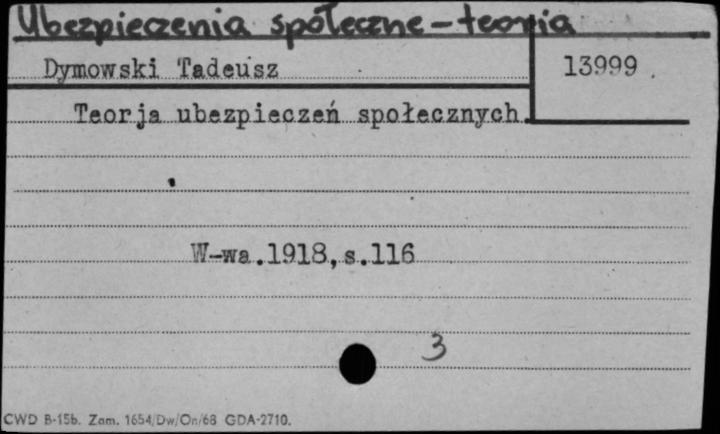 Ubezpieczenia społeczne – teoria
Dymowski Tadeusz
13999
Teorja ubezpieczeń społecznych.
W-wa.1918,s.116
3
CWD B-15b. Zam. 1654/Dw/On/68 GDA-2710.